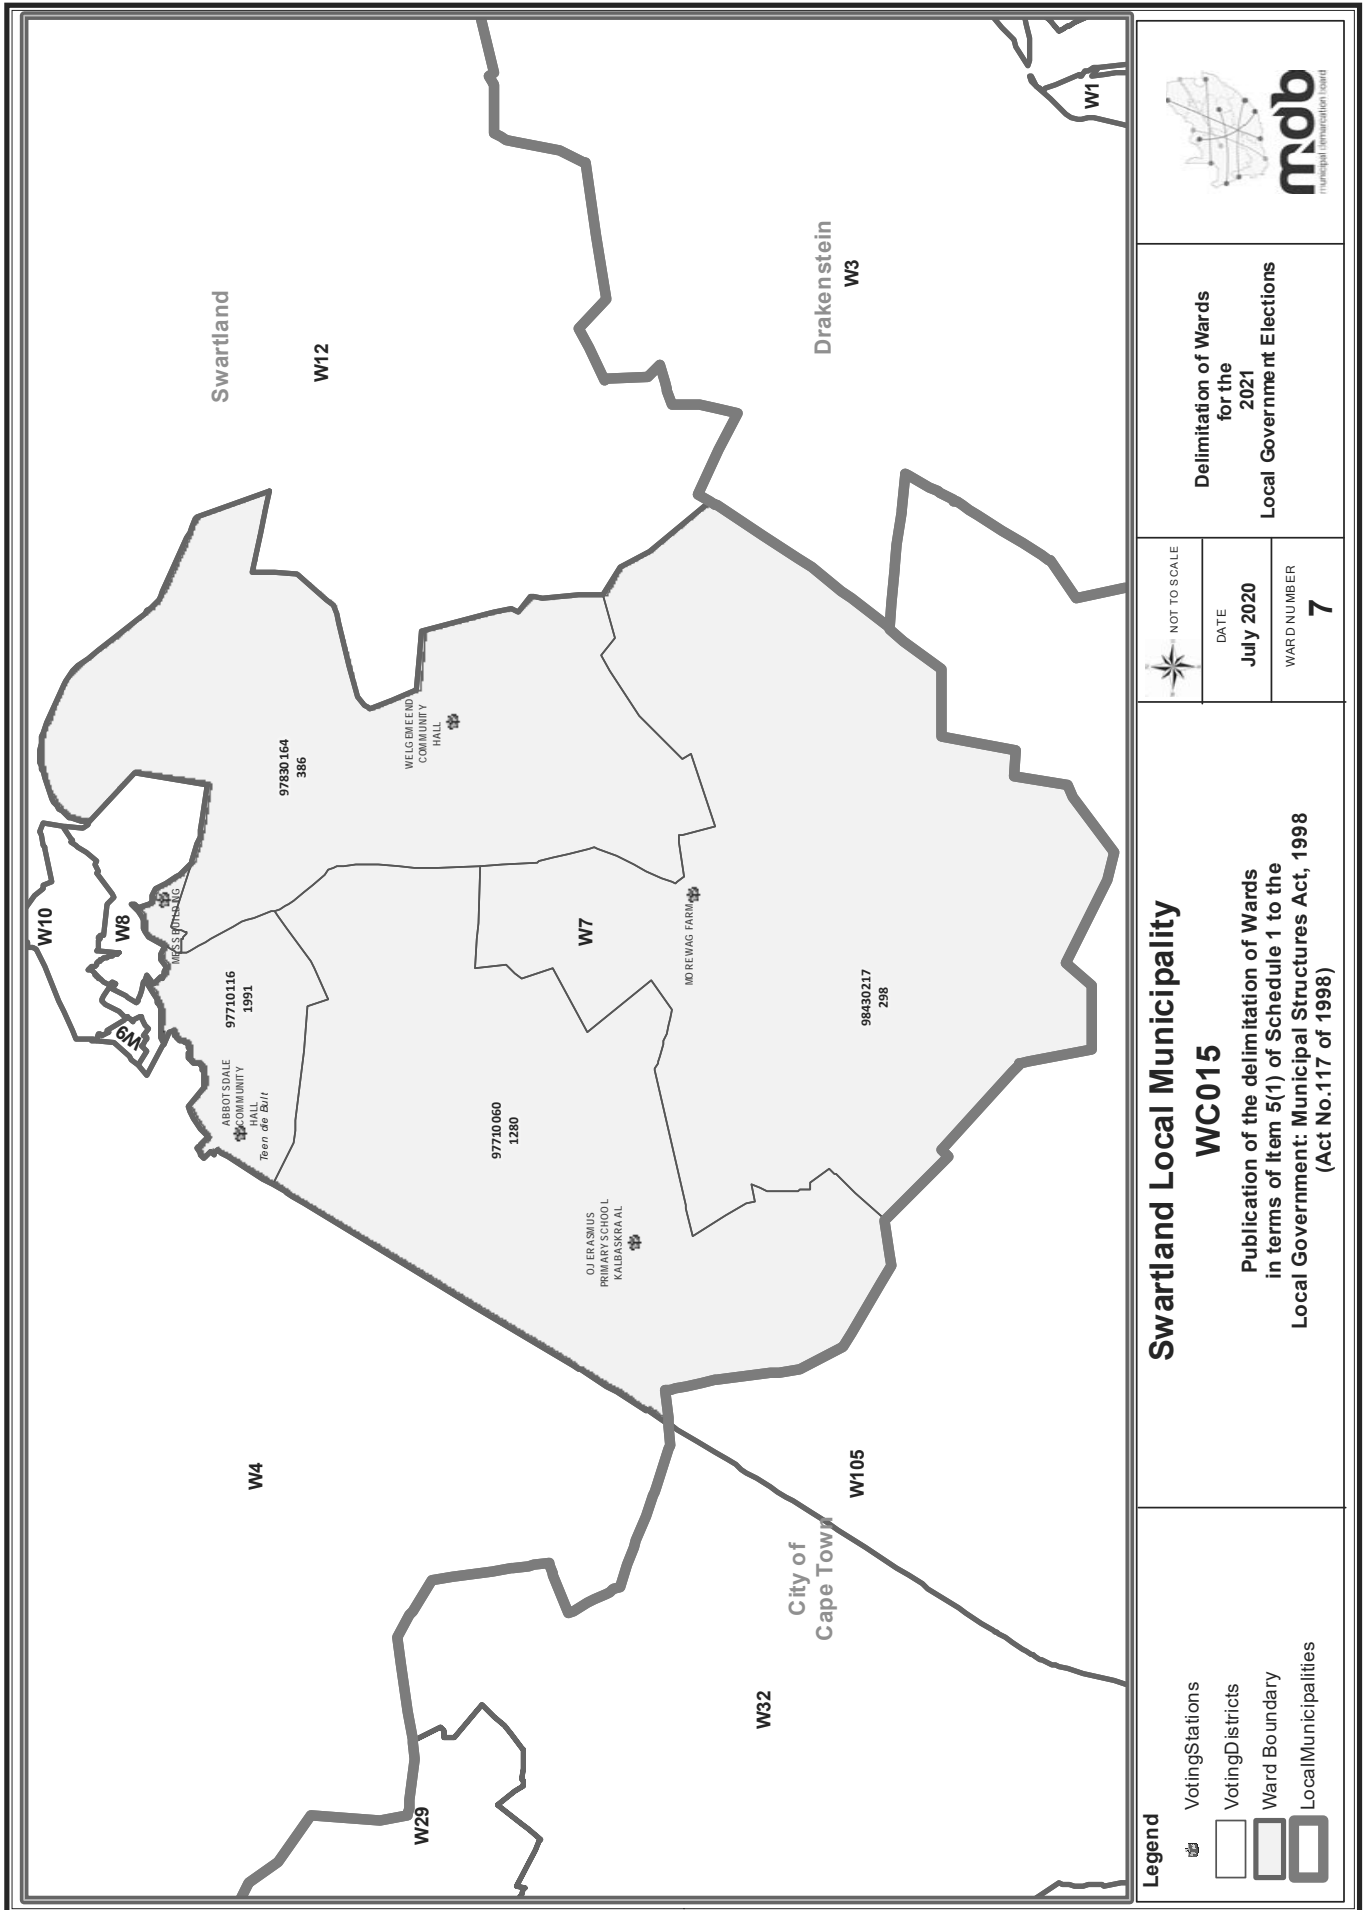 Swartland
W12
Drakenstein
W3
W1
W10
W8
W9
MESS BUILDING
97830164
386
WELGEMEEND
COMMUNITY
HALL
97710116
1991
ABBOTSDALE
COMMUNITY
HALL
Teen die Bult
W7
MOREWAG FARM
98430217
298
97710060
1280
OJ ERASMUS
PRIMARY SCHOOL
KALBASKRAAL
W4
W105
City of
Cape Town
W32
W29
Legend
VotingStations
VotingDistricts
Ward Boundary
LocalMunicipalities
Swartland Local Municipality
WC015
Publication of the delimitation of Wards
in terms of Item 5(1) of Schedule 1 to the
Local Government: Municipal Structures Act, 1998
(Act No.117 of 1998)
NOT TO SCALE
DATE
July 2020
WARD NUMBER
7
Delimitation of Wards
for the
2021
Local Government Elections
mdb
municipal demarcation board